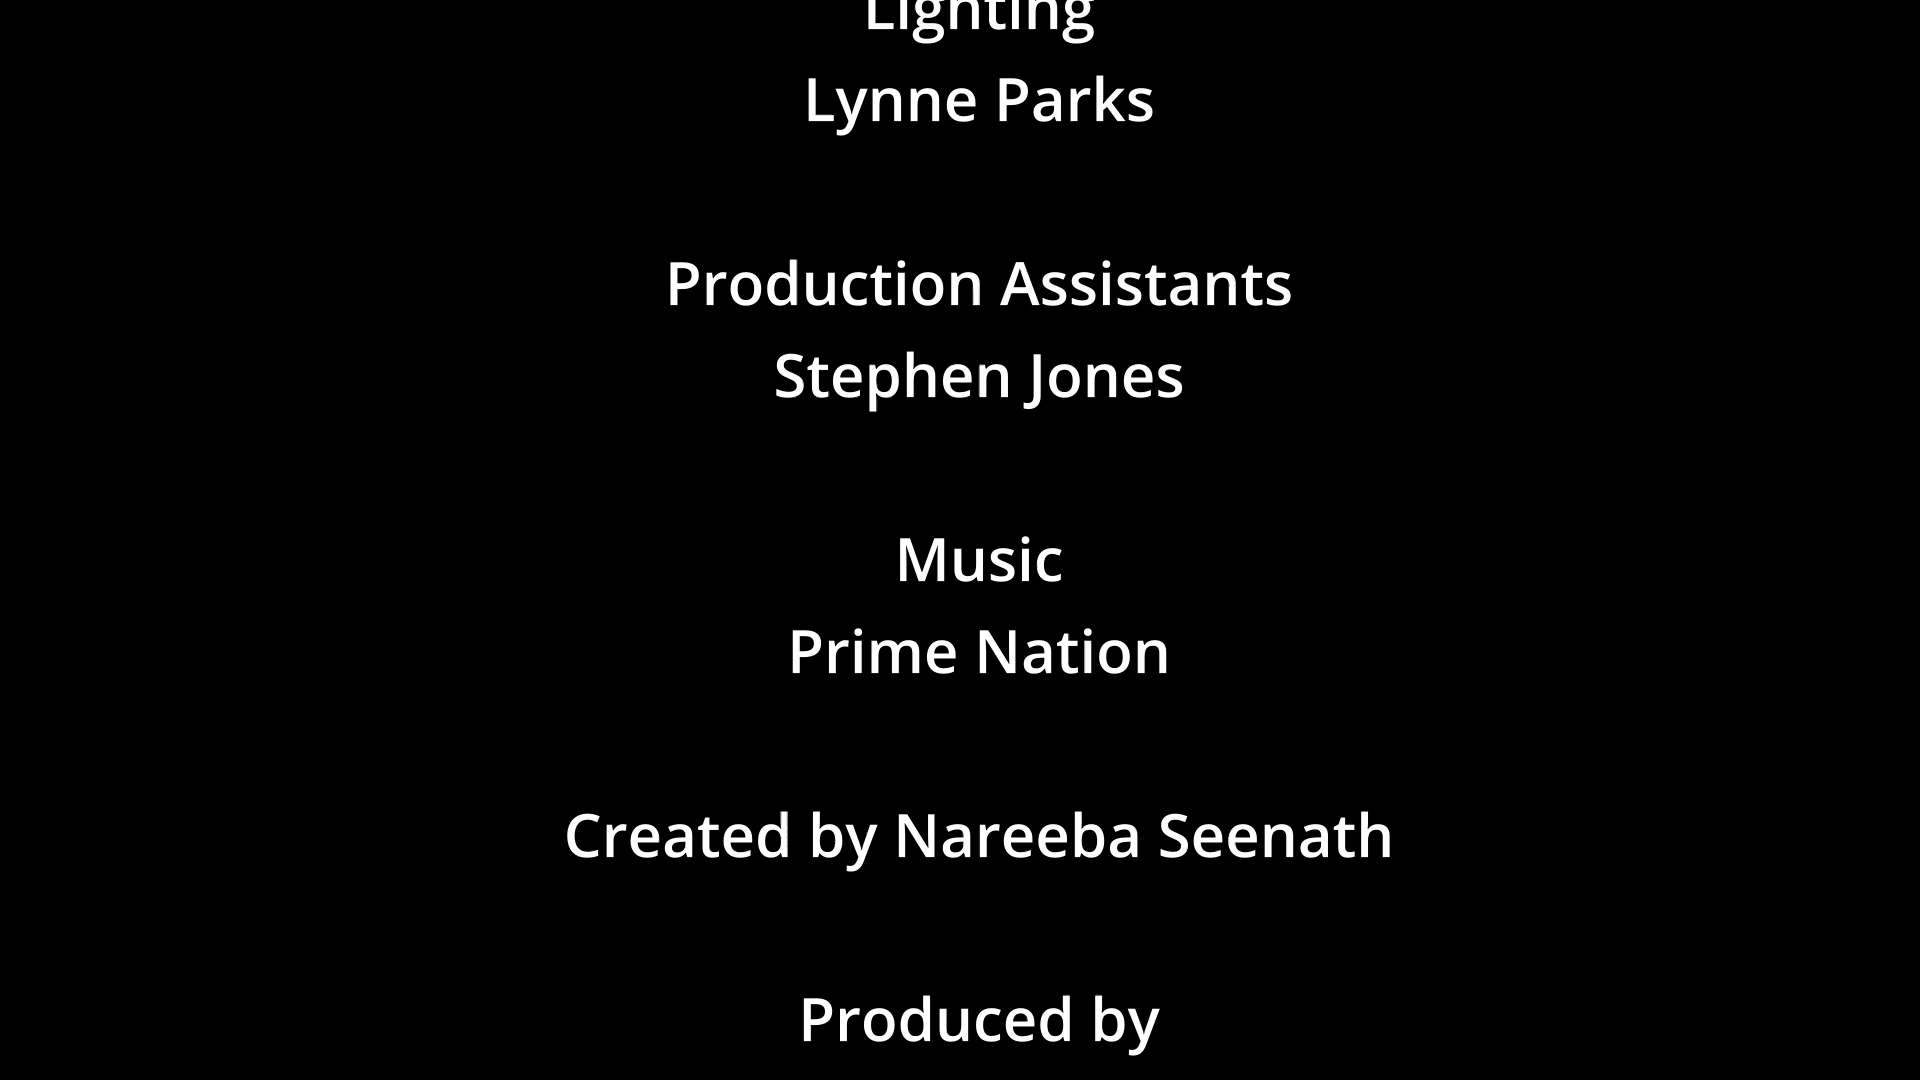 Lighting
Lynne Parks
Production Assistants
Stephen Jones
Music
Prime Nation
Created by Nareeba Seenath
Produced by